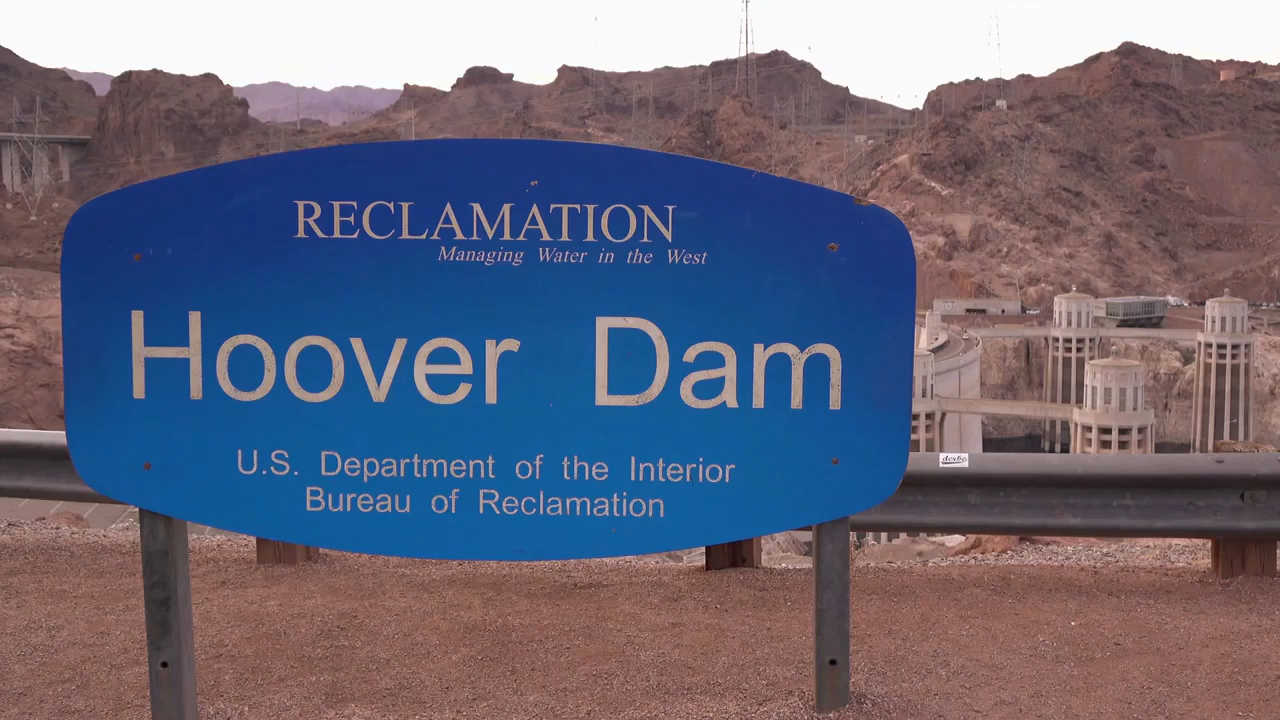 RECLAMATION
Managing Water in the West
Hoover Dam
U.S. Department of the Interior
Bureau of Reclamation